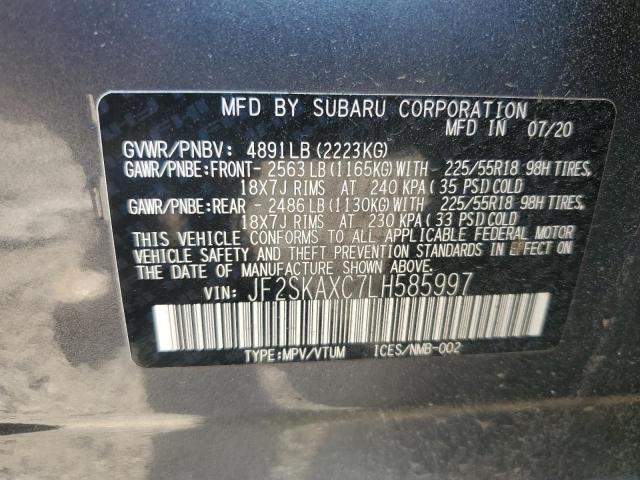 MFD BY SUBARU CORPORATION
MFD IN 07/20
GVWR/PNBV: 4891LB (2223KG)
GAWR/PNBE:FRONT- 2563LB (1165KG) WITH - 225/55R18 98H TIRES,
18X7J RIMS AT 240 KPA ( 35 PSI) COLD
GAWR/PNBE:REAR - 2486LB (1130KG) WITH - 225/55R18 98H TIRES,
18X7J RIMS AT 230 KPA ( 33 PSI) COLD
THIS VEHICLE CONFORMS TO ALL APPLICABLE FEDERAL MOTOR
VEHICLE SAFETY AND THEFT PREVENTION STANDARDS IN EFFECT ON
THE DATE OF MANUFACTURE SHOWN ABOVE.
VIN: JF2SKAXC7LH585997
TYPE:MPV/VTUM ICES/NMB-002